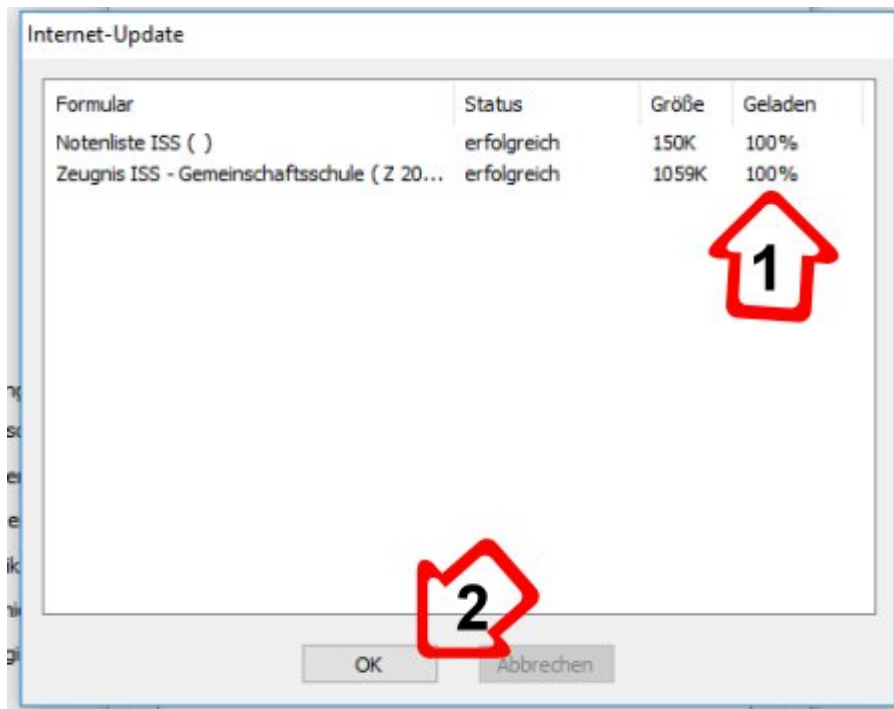 Internet-Update
Formular Status Größe Geladen
Notenliste ISS ( ) erfolgreich 150K 100%
Zeugnis ISS - Gemeinschaftsschule ( Z 20... erfolgreich 1059K 100%
1
2
OK Abbrechen